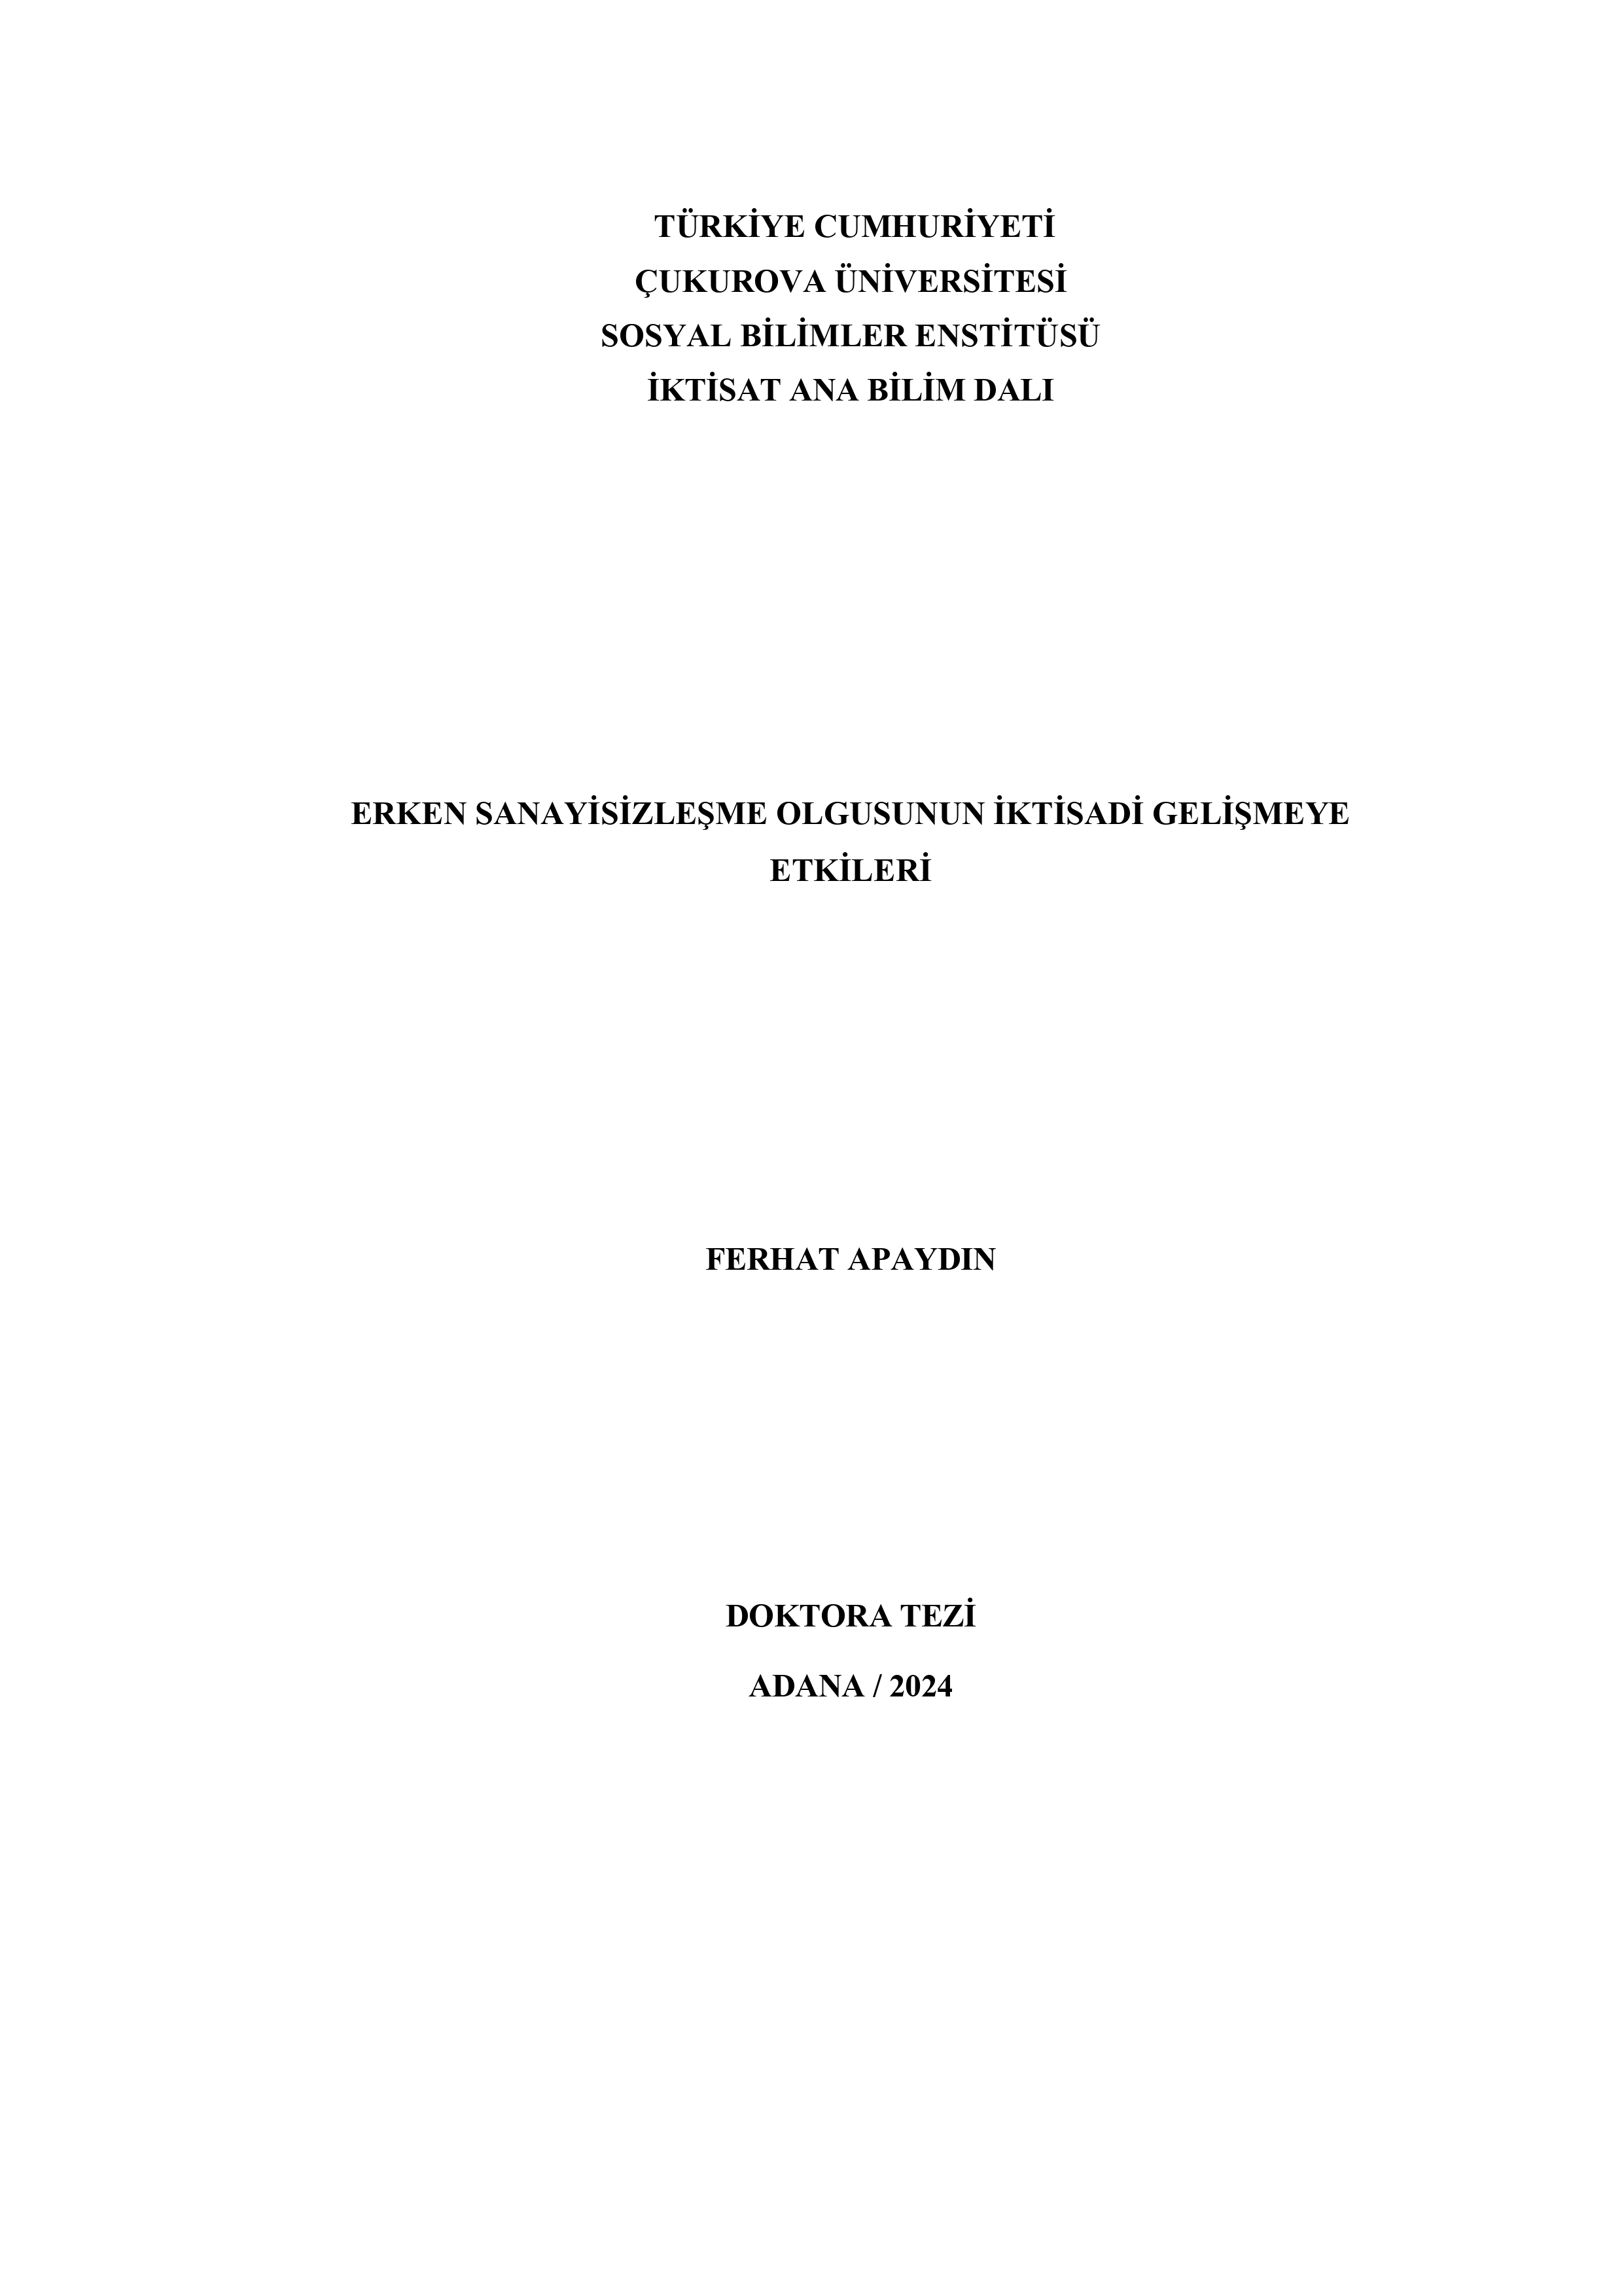 TÜRKİYE CUMHURİYETİ
ÇUKUROVA ÜNİVERSİTESİ
SOSYAL BİLİMLER ENSTİTÜSÜ
İKTİSAT ANA BİLİM DALI
ERKEN SANAYİSİZLEŞME OLGUSUNUN İKTİSADİ GELİŞMEYE
ETKİLERİ
FERHAT APAYDIN
DOKTORA TEZİ
ADANA / 2024